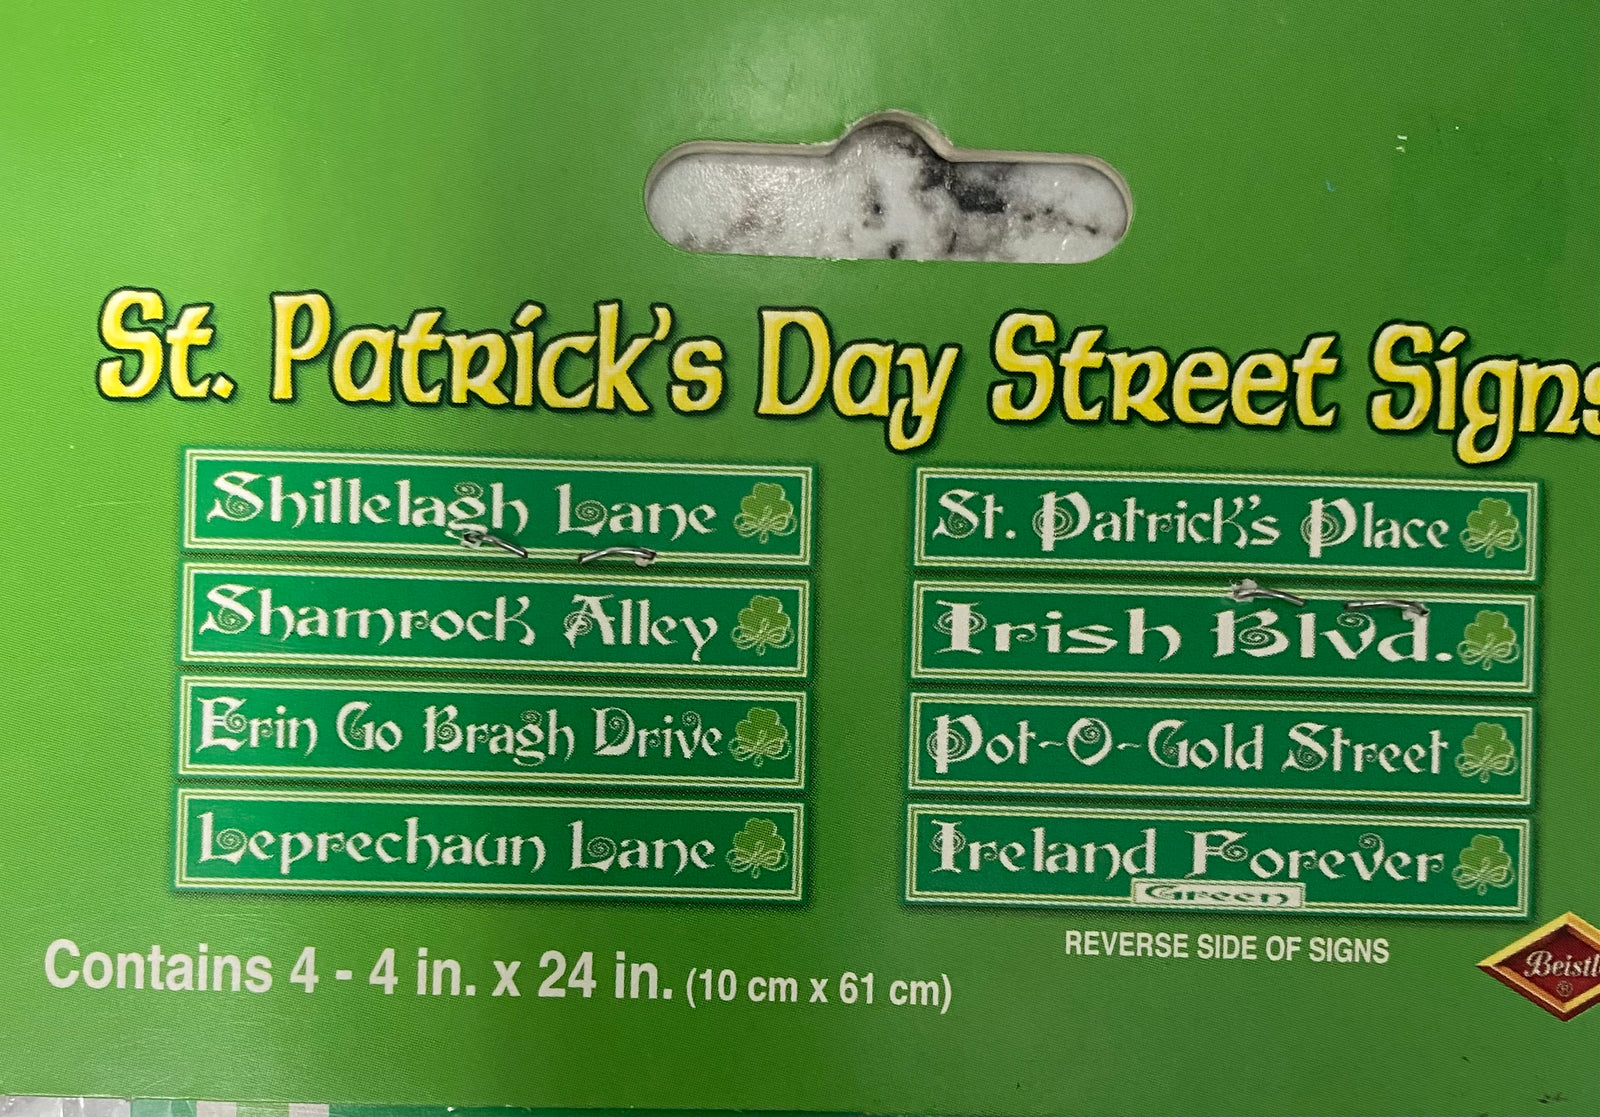 St. Patrick's Day Street Signs
Shillelagh Lane
Shamrock Alley
Erin Go Bragh Drive
Leprechaun Lane
St. Patrick's Place
Irish Blvd.
Pot-O-Gold Street
Ireland Forever
Green
REVERSE SIDE OF SIGNS
Contains 4 - 4 in. x 24 in. (10 cm x 61 cm)
Beistl
®